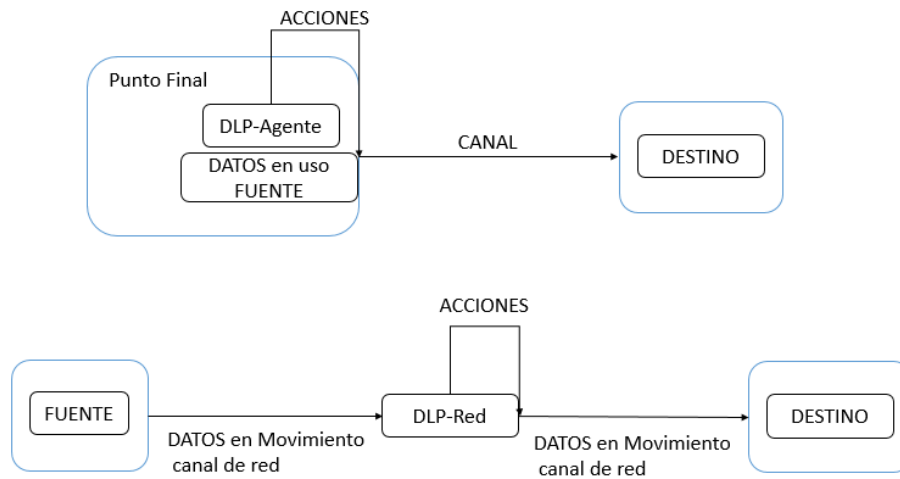 ACCIONES
Punto Final
DLP-Agente
DATOS en uso
FUENTE
CANAL
DESTINO
ACCIONES
FUENTE
DLP-Red
DESTINO
DATOS en Movimiento
canal de red
DATOS en Movimiento
canal de red